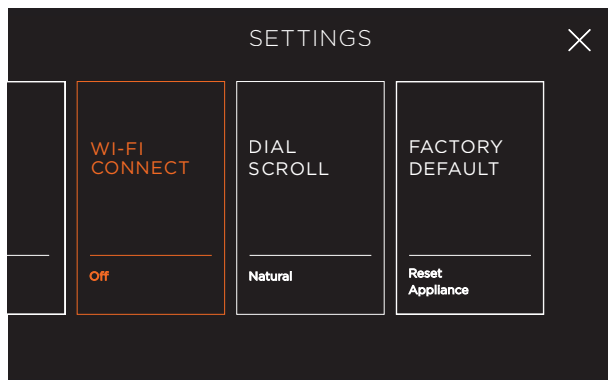 SETTINGS
WI-FI
CONNECT
Off
DIAL
SCROLL
Natural
FACTORY
DEFAULT
Reset
Appliance